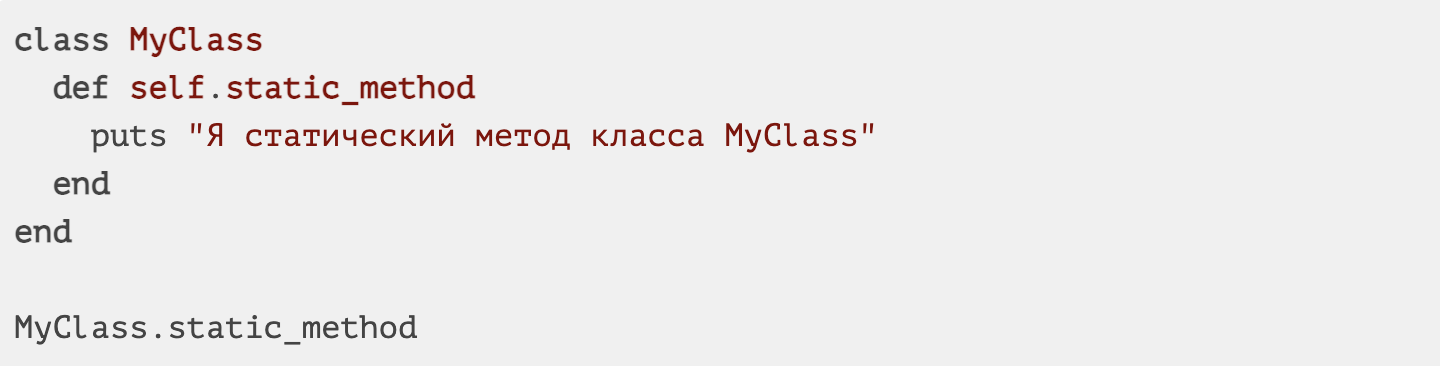 class MyClass
  def self.static_method
    puts "Я статический метод класса MyClass"
  end
end

MyClass.static_method